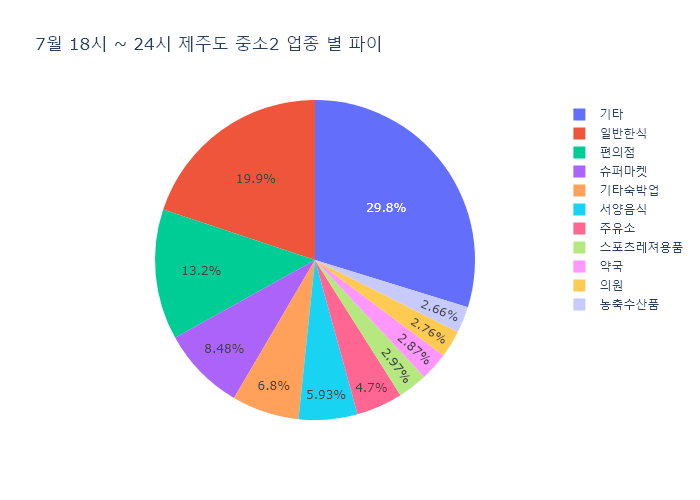 7월 18시 ~ 24시 제주도 중소2 업종 별 파이
기타
일반한식
편의점
슈퍼마켓
기타숙박업
서양음식
주유소
스포츠레져용품
약국
의원
농축수산품
29.8%
19.9%
13.2%
8.48%
6.8%
5.93%
4.7%
2.97%
2.87%
2.76%
2.66%